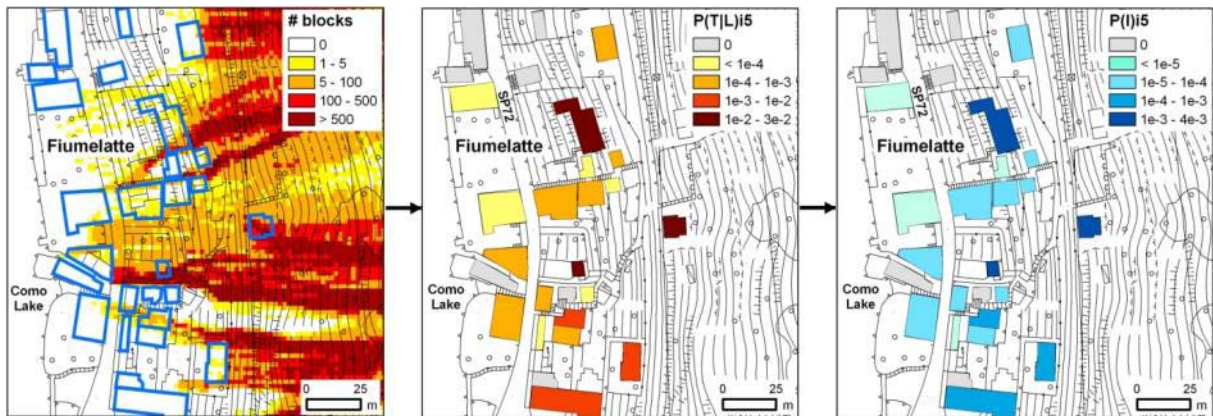 # blocks
0
1 - 5
5 - 100
100 - 500
> 500
Fiumelatte
Como
Lake
0 25
m
P(T|L)i5
0
< 1e-4
1e-4 - 1e-3
1e-3 - 1e-2
1e-2 - 3e-2
SP72
Fiumelatte
Como
Lake
0 25
m
P(I)i5
0
< 1e-5
1e-5 - 1e-4
1e-4 - 1e-3
1e-3 - 4e-3
SP72
Fiumelatte
Como
Lake
0 25
m